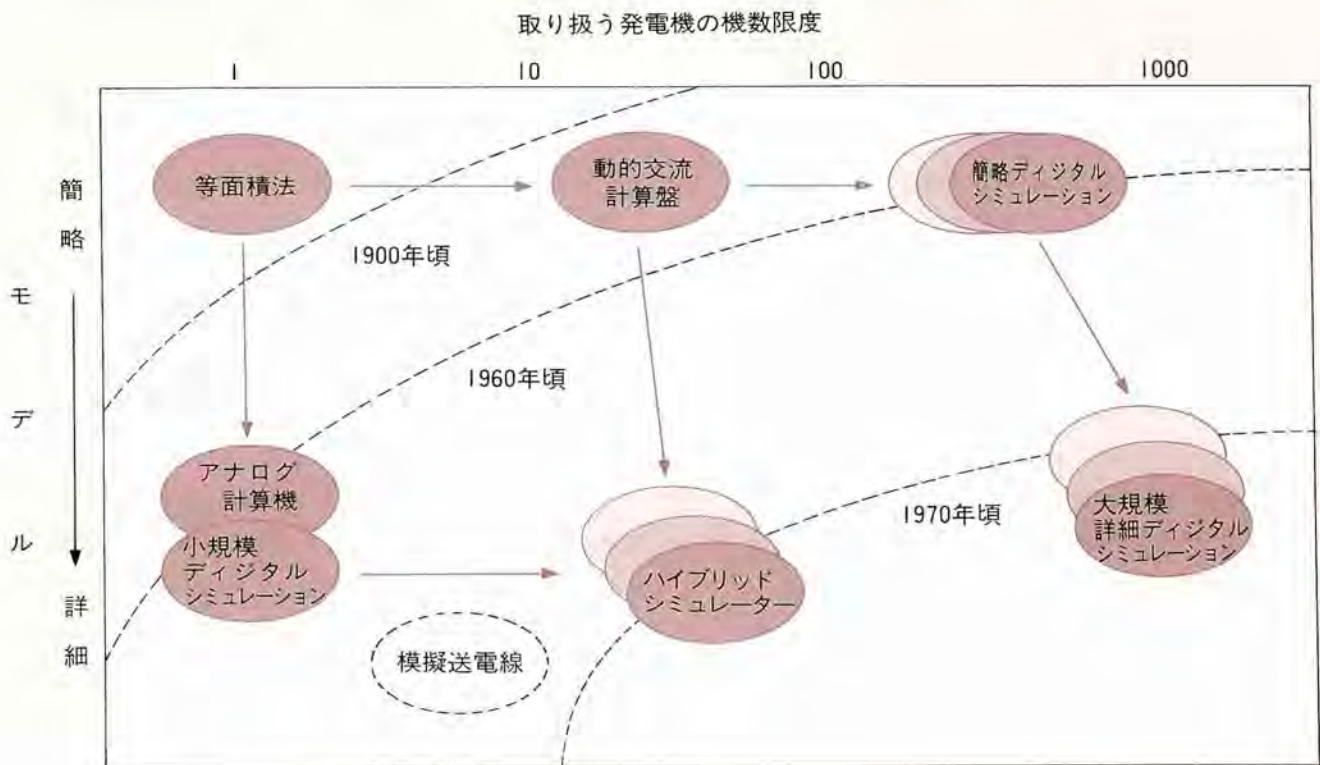 取り扱う発電機の機数限度
1 10 100 1000
簡略
モデル
詳細
等面積法
動的交流
計算盤
簡略ディジタル
シミュレーション
1900年頃
1960年頃
アナログ
計算機
小規模
ディジタル
シミュレーション
ハイブリッド
シミュレーター
1970年頃
大規模
詳細ディジタル
シミュレーション
模擬送電線